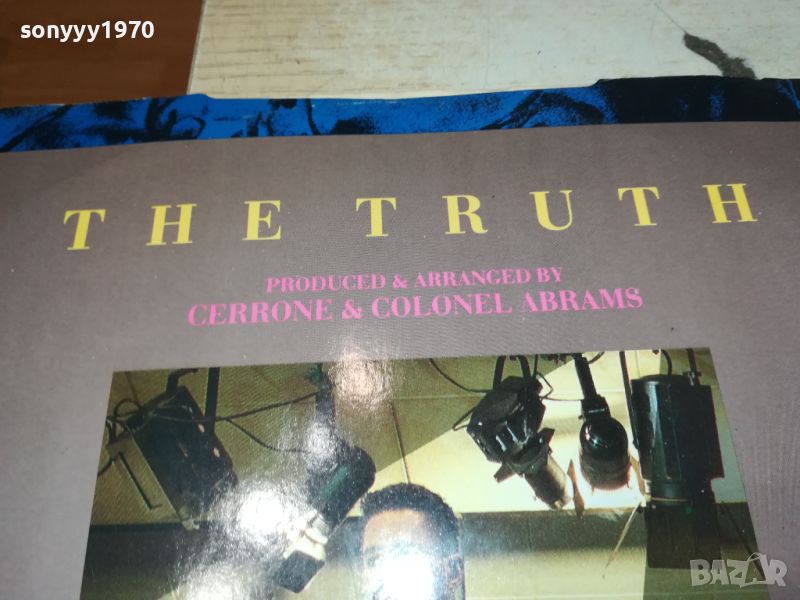 sonyyy1970
THE TRUTH
PRODUCED & ARRANGED BY
CERRONE & COLONEL ABRAMS
BAZAR